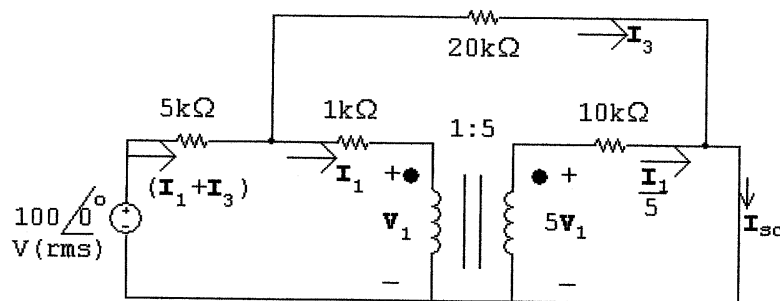 20kΩ
I3
5kΩ
1kΩ
1:5
10kΩ
(I1+I3)
I1
I1/5
100∠0°
V(rms)
+
V1
−
+
5V1
−
Isc